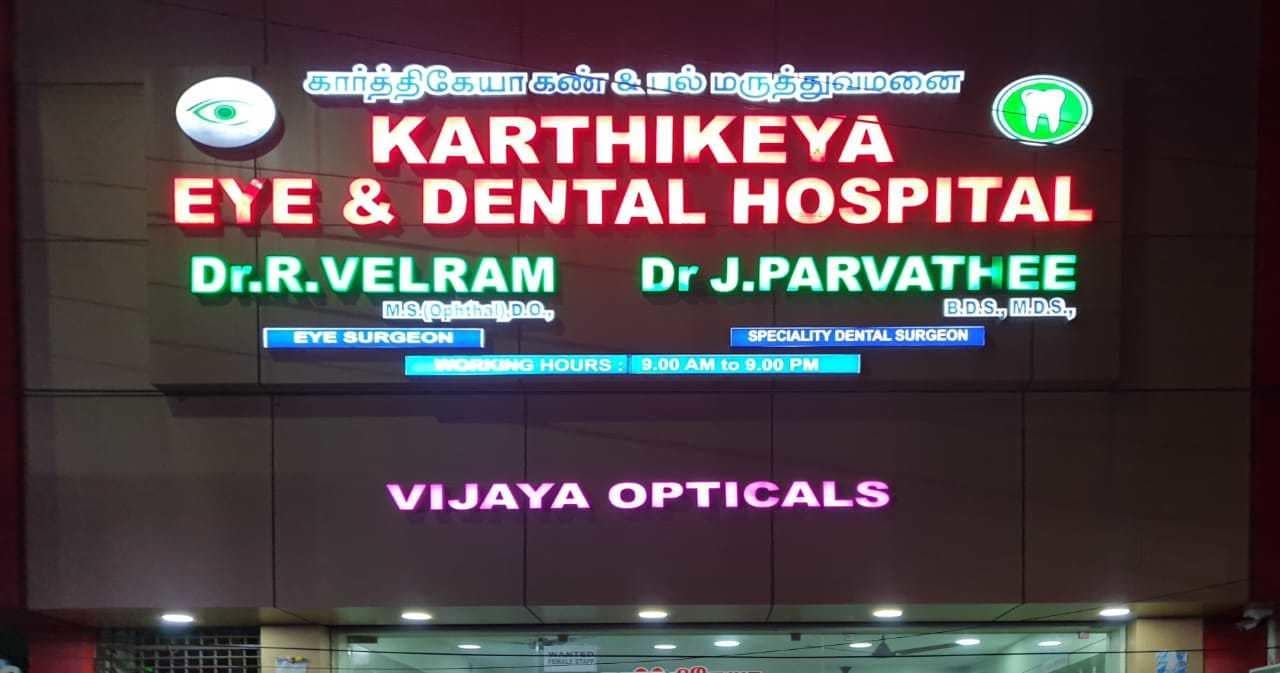 கார்த்திகேயா கண் & பல் மருத்துவமனை
KARTHIKEYA
EYE & DENTAL HOSPITAL
Dr.R.VELRAM
M.S.(Ophthal),D.O.,
EYE SURGEON
Dr J.PARVATHEE
B.D.S., M.D.S.,
SPECIALITY DENTAL SURGEON
WORKING HOURS : 9.00 AM to 9.00 PM
VIJAYA OPTICALS
WANTED
FEMALE STAFF